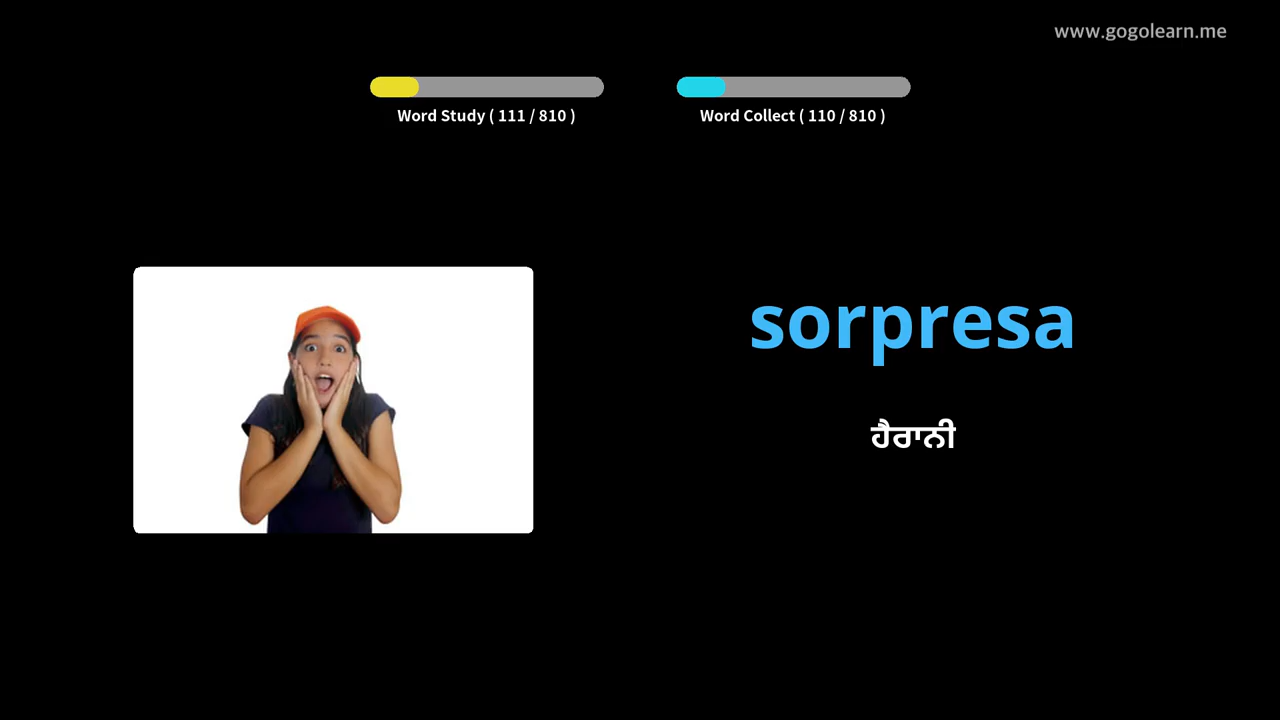 www.gogolearn.me
Word Study ( 111 / 810 )
Word Collect ( 110 / 810 )
sorpresa
ਹੈਰਾਨੀ